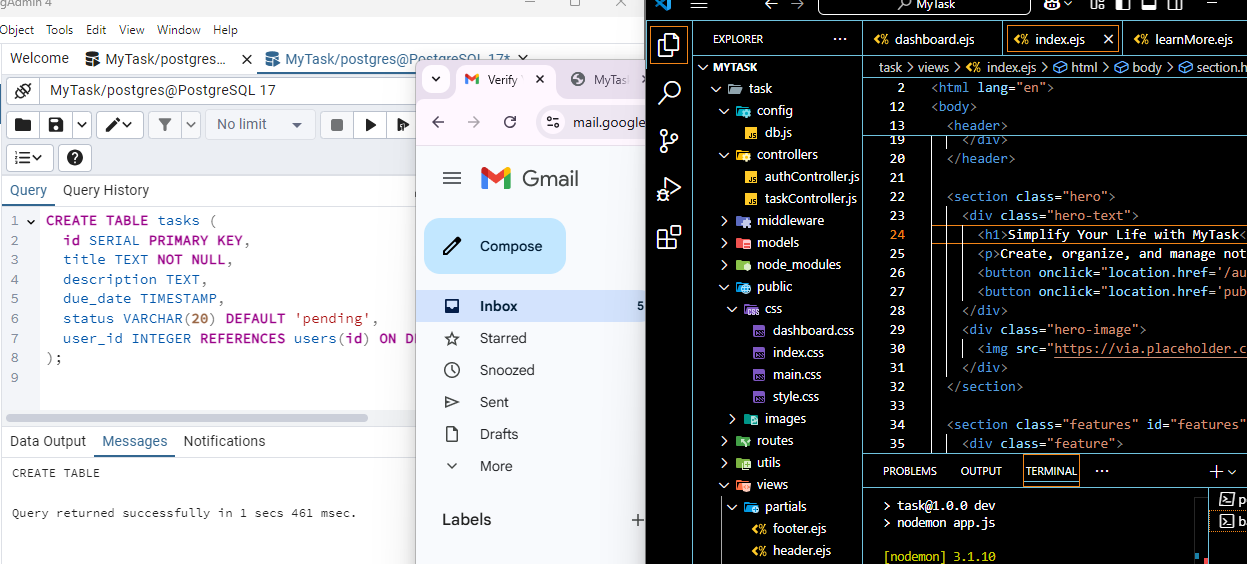 gAdmin 4
Object Tools Edit View Window Help
Welcome MyTask/postgres... MyTask/postgres@PostgreSQL 17*
MyTask/postgres@PostgreSQL 17
No limit
Query Query History
1 CREATE TABLE tasks (
2 id SERIAL PRIMARY KEY,
3 title TEXT NOT NULL,
4 description TEXT,
5 due_date TIMESTAMP,
6 status VARCHAR(20) DEFAULT 'pending',
7 user_id INTEGER REFERENCES users(id) ON
8 );
9
Data Output Messages Notifications
CREATE TABLE
Query returned successfully in 1 secs 461 msec.
Verify MyTas
mail.google
Gmail
Compose
Inbox 5
Starred
Snoozed
Sent
Drafts
More
Labels
MyTask
EXPLORER
MYTASK
task
config
db.js
controllers
authController.js
taskController.js
middleware
models
node_modules
public
css
dashboard.css
index.css
main.css
style.css
images
routes
utils
views
partials
footer.ejs
header.ejs
dashboard.ejs index.ejs learnMore.ejs
task > views > index.ejs > html > body > section.h
2 <html lang="en">
12 <body>
13 <header>
19 </div>
20 </header>
21
22 <section class="hero">
23 <div class="hero-text">
24 <h1>Simplify Your Life with MyTask<
25 <p>Create, organize, and manage not
26 <button onclick="location.href='/au
27 <button onclick="location.href='pub
28 </div>
29 <div class="hero-image">
30 <img src="https://via.placeholder.c
31 </div>
32 </section>
33
34 <section class="features" id="features"
35 <div class="feature">
PROBLEMS OUTPUT TERMINAL
> task@1.0.0 dev
> nodemon app.js
[nodemon] 3.1.10
p
b